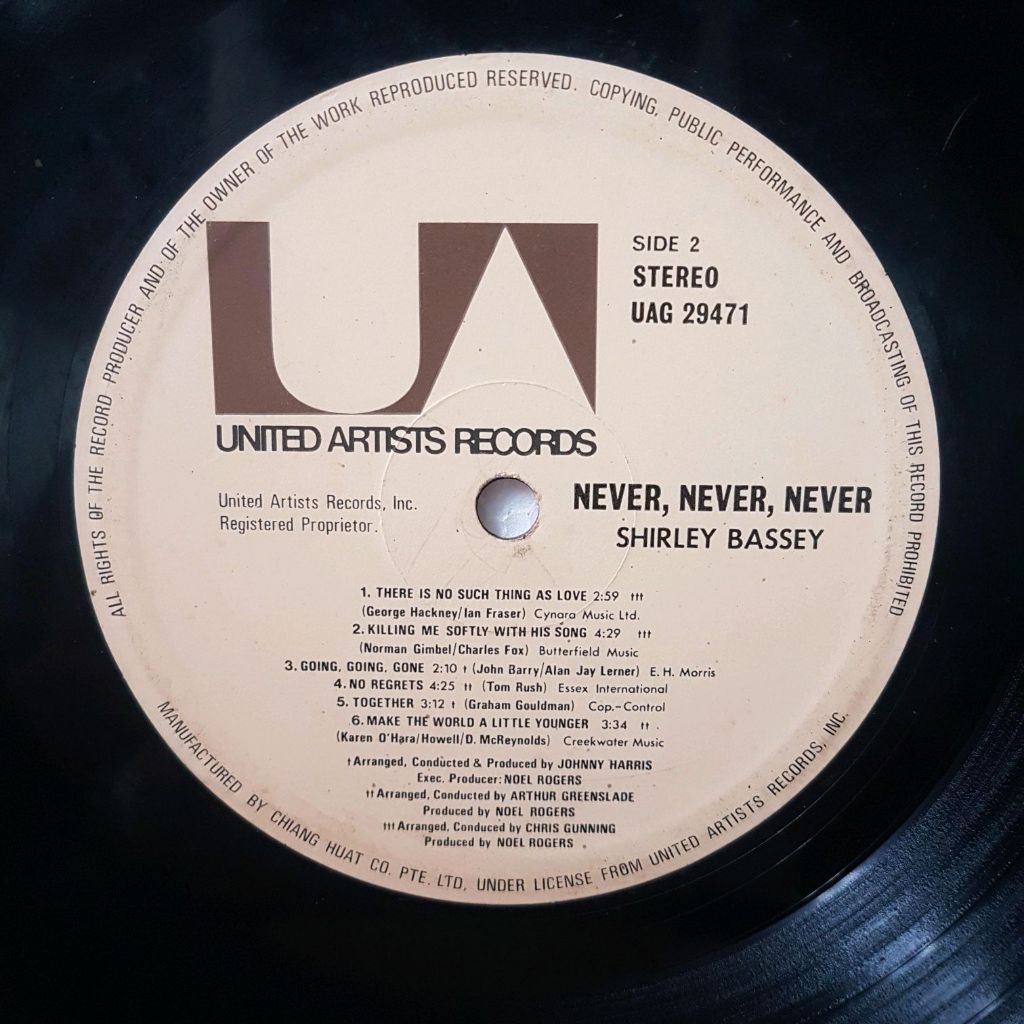 ALL RIGHTS OF THE RECORD PRODUCER AND OF THE OWNER OF THE WORK REPRODUCED RESERVED. COPYING, PUBLIC PERFORMANCE AND BROADCASTING OF THIS RECORD PROHIBITED
UA
SIDE 2
STEREO
UAG 29471
UNITED ARTISTS RECORDS
United Artists Records, Inc.
Registered Proprietor.
NEVER, NEVER, NEVER
SHIRLEY BASSEY
1. THERE IS NO SUCH THING AS LOVE 2:59 †††
(George Hackney/Ian Fraser) Cynara Music Ltd.
2. KILLING ME SOFTLY WITH HIS SONG 4:29 †††
(Norman Gimbel/Charles Fox) Butterfield Music
3. GOING, GOING, GONE 2:10 † (John Barry/Alan Jay Lerner) E. H. Morris
4. NO REGRETS 4:25 †† (Tom Rush) Essex International
5. TOGETHER 3:12 † (Graham Gouldman) Cop.-Control
6. MAKE THE WORLD A LITTLE YOUNGER 3:34 ††
(Karen O'Hara/Howell/D. McReynolds) Creekwater Music
† Arranged, Conducted & Produced by JOHNNY HARRIS
Exec. Producer: NOEL ROGERS
†† Arranged, Conducted by ARTHUR GREENSLADE
Produced by NOEL ROGERS
††† Arranged, Conduced by CHRIS GUNNING
Produced by NOEL ROGERS
MANUFACTURED BY CHIANG HUAT CO. PTE. LTD. UNDER LICENSE FROM UNITED ARTISTS RECORDS, INC.